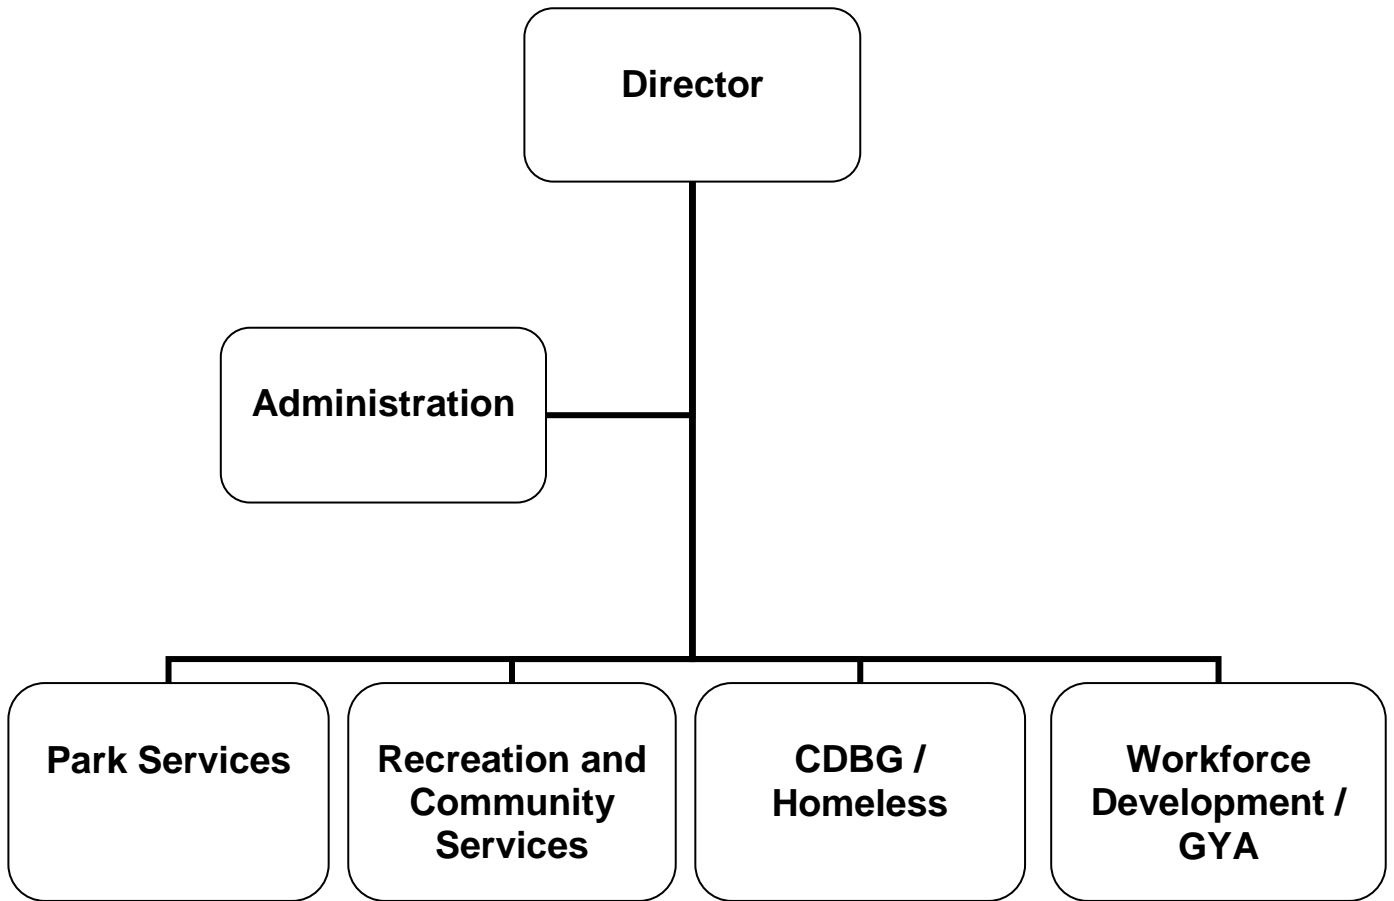 Director
Administration
Park Services
Recreation and
Community
Services
CDBG /
Homeless
Workforce
Development /
GYA